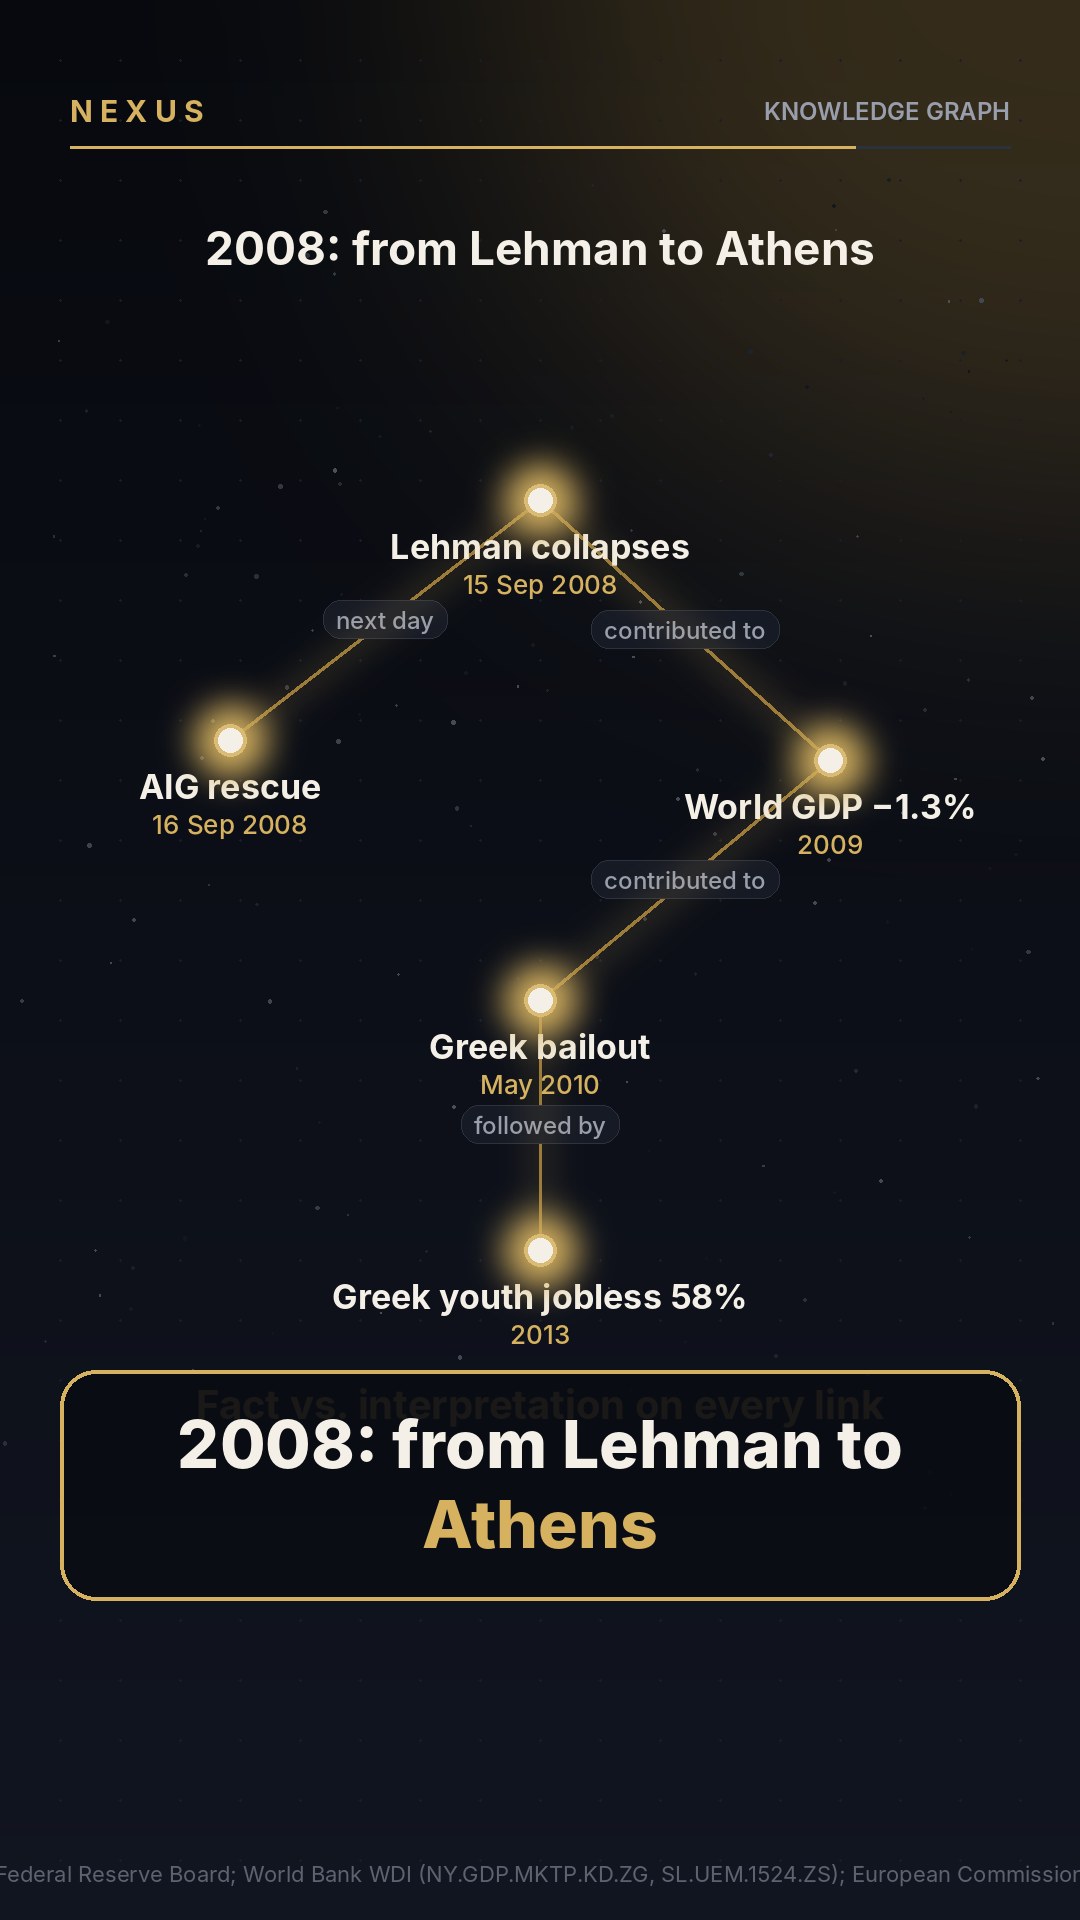 NEXUS
KNOWLEDGE GRAPH
2008: from Lehman to Athens
Lehman collapses
15 Sep 2008
next day
contributed to
AIG rescue
16 Sep 2008
World GDP −1.3%
2009
contributed to
Greek bailout
May 2010
followed by
Greek youth jobless 58%
2013
Fact vs. interpretation on every link
2008: from Lehman to
Athens
Federal Reserve Board; World Bank WDI (NY.GDP.MKTP.KD.ZG, SL.UEM.1524.ZS); European Commission